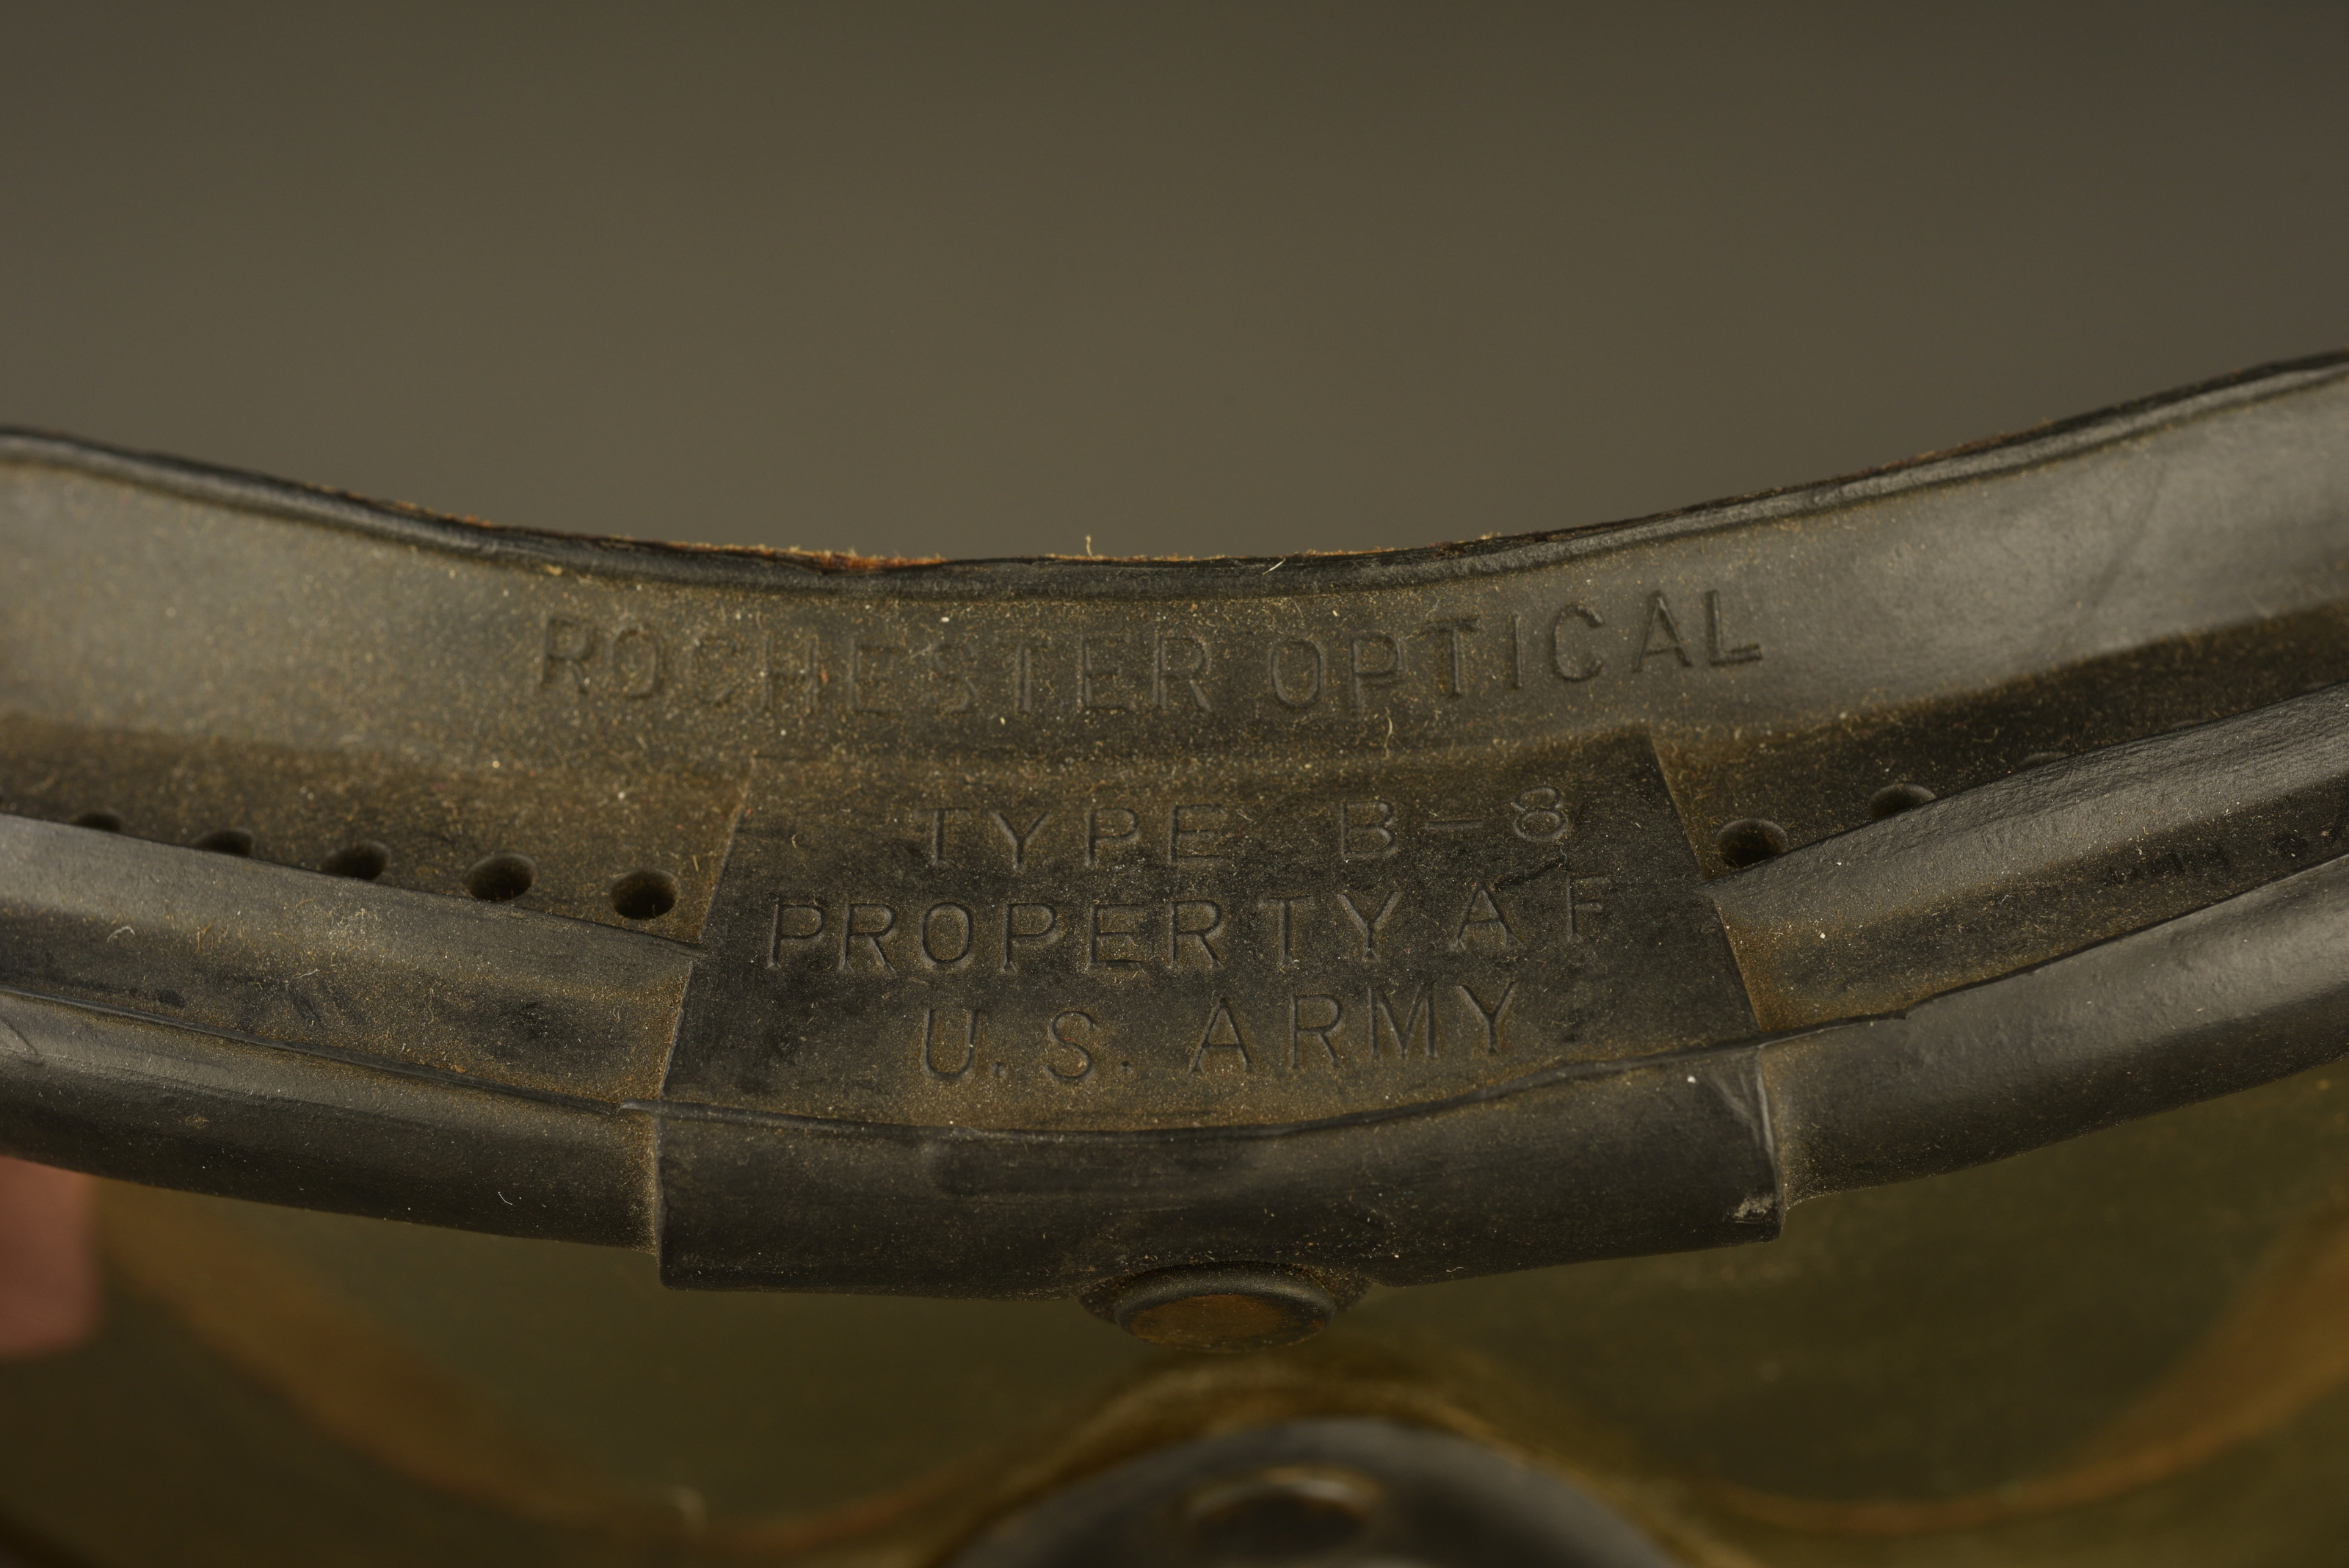 ROCHESTER OPTICAL
TYPE B-8
PROPERTY A F
U.S. ARMY